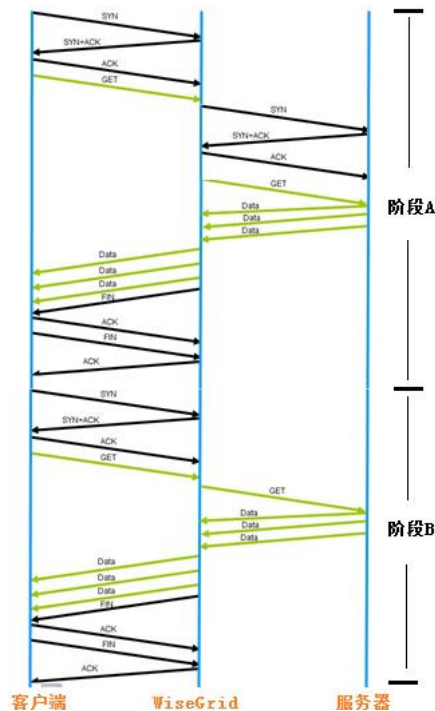 SYN
SYN+ACK
ACK
GET
SYN
SYN+ACK
ACK
GET
Data
Data
Data
阶段A
Data
Data
Data
FIN
ACK
FIN
ACK
SYN
SYN+ACK
ACK
GET
GET
Data
Data
Data
阶段B
Data
Data
Data
FIN
ACK
FIN
ACK
客户端 WiseGrid 服务器